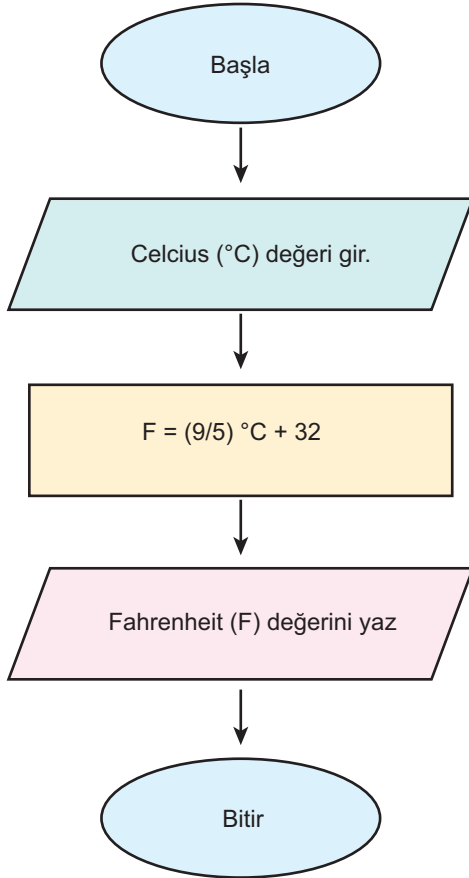 Başla
Celcius (°C) değeri gir.
F = (9/5) °C + 32
Fahrenheit (F) değerini yaz
Bitir